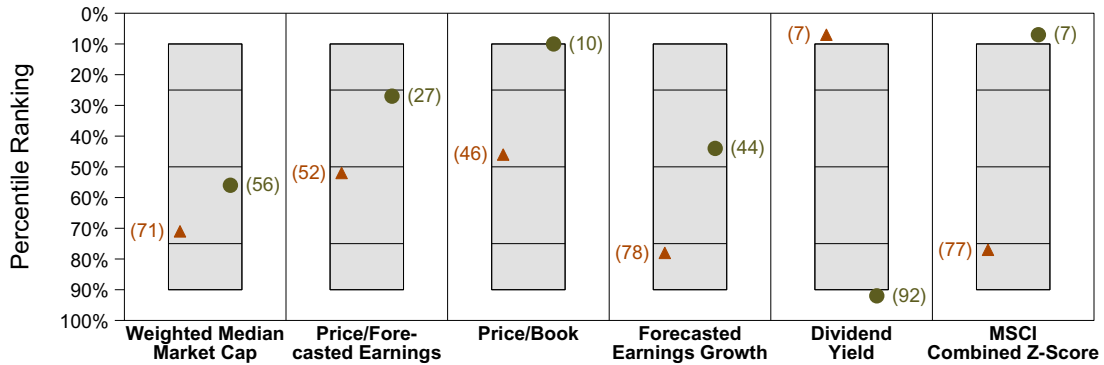 Percentile Ranking
0%
10%
20%
30%
40%
50%
60%
70%
80%
90%
100%
(71)
(56)
(52)
(27)
(46)
(10)
(78)
(44)
(7)
(92)
(77)
(7)
Weighted Median
Market Cap
Price/Fore-
casted Earnings
Price/Book
Forecasted
Earnings Growth
Dividend
Yield
MSCI
Combined Z-Score